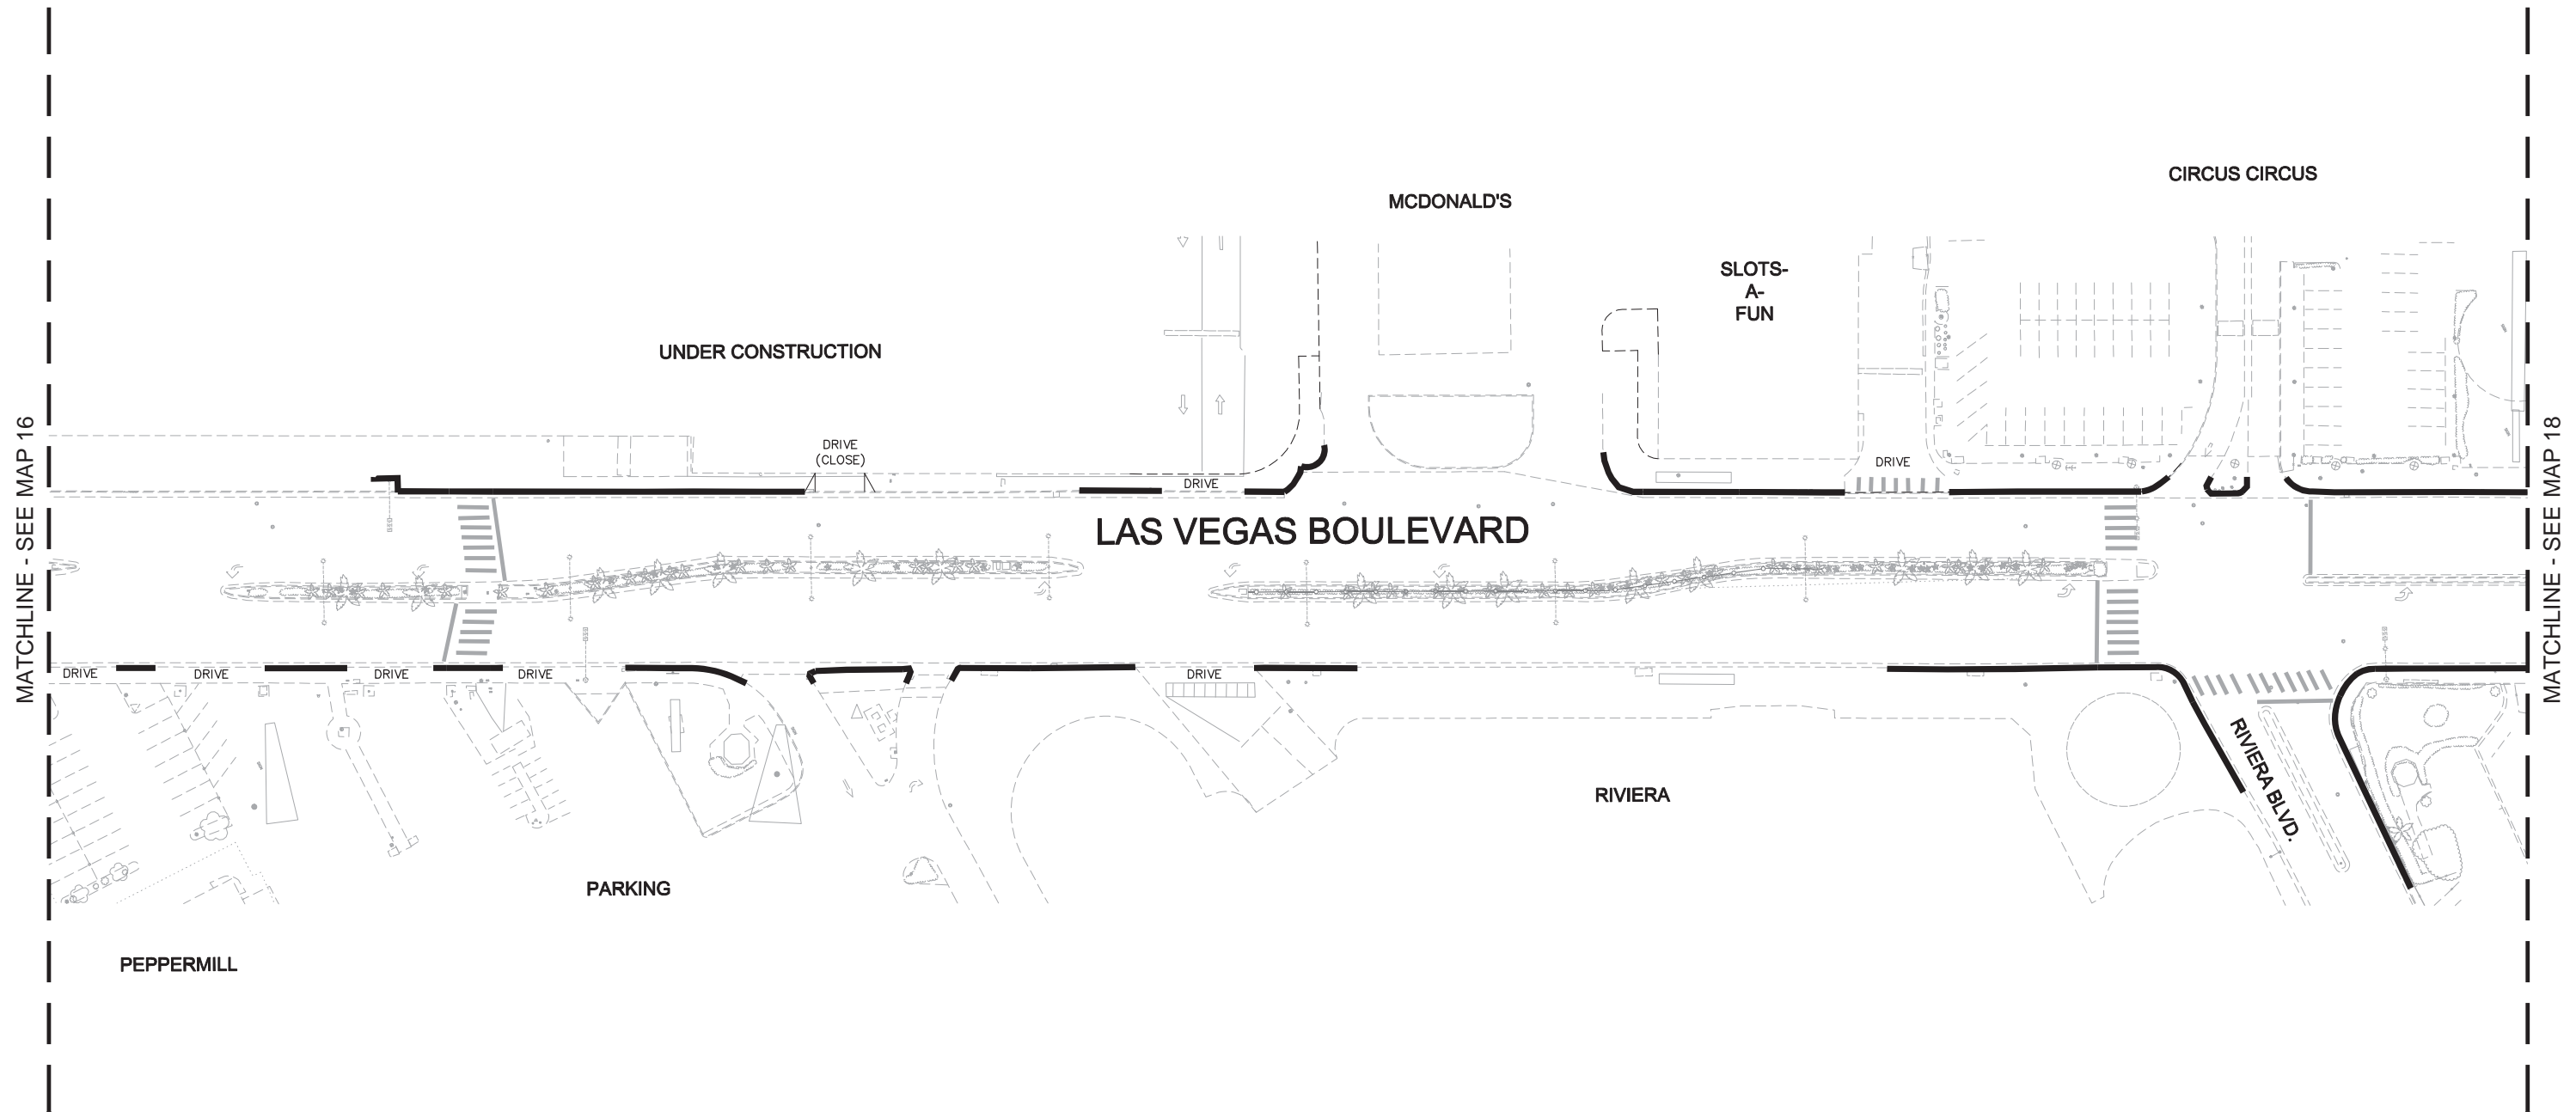 CIRCUS CIRCUS
MCDONALD'S
SLOTS-
A-
FUN
UNDER CONSTRUCTION
MATCHLINE - SEE MAP 16
MATCHLINE - SEE MAP 18
DRIVE
(CLOSE)
DRIVE
DRIVE
LAS VEGAS BOULEVARD
DRIVE
DRIVE
DRIVE
DRIVE
DRIVE
RIVIERA BLVD.
RIVIERA
PARKING
PEPPERMILL